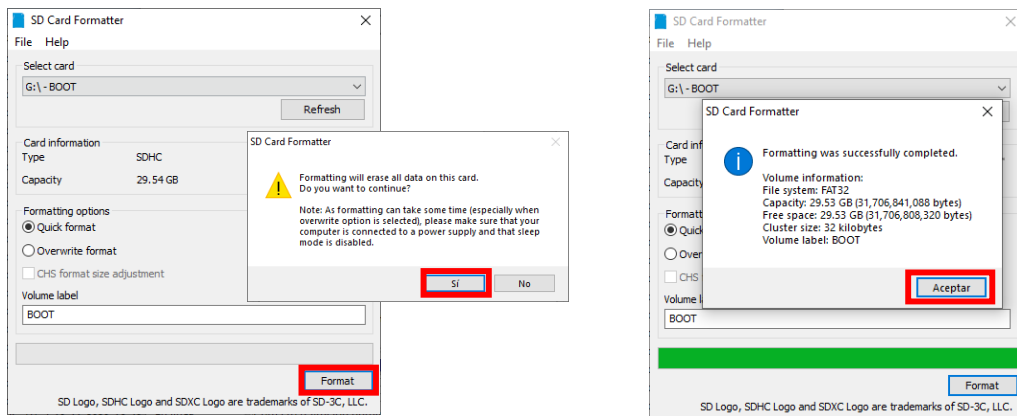 SD Card Formatter
File Help
Select card
G:\ - BOOT
Refresh
Card information
Type SDHC
Capacity 29.54 GB
Formatting options
Quick format
Overwrite format
CHS format size adjustment
Volume label
BOOT
Format
SD Logo, SDHC Logo and SDXC Logo are trademarks of SD-3C, LLC.
SD Card Formatter
Formatting will erase all data on this card.
Do you want to continue?
Note: As formatting can take some time (especially when
overwrite option is selected), please make sure that your
computer is connected to a power supply and that sleep
mode is disabled.
Sí No
SD Card Formatter
File Help
Select card
G:\ - BOOT
Card inf
Type
Capacity
Formatt
Quick
Over
CHS
Volume l
BOOT
Format
SD Logo, SDHC Logo and SDXC Logo are trademarks of SD-3C, LLC.
SD Card Formatter
Formatting was successfully completed.
Volume information:
File system: FAT32
Capacity: 29.53 GB (31,706,841,088 bytes)
Free space: 29.53 GB (31,706,808,320 bytes)
Cluster size: 32 kilobytes
Volume label: BOOT
Aceptar